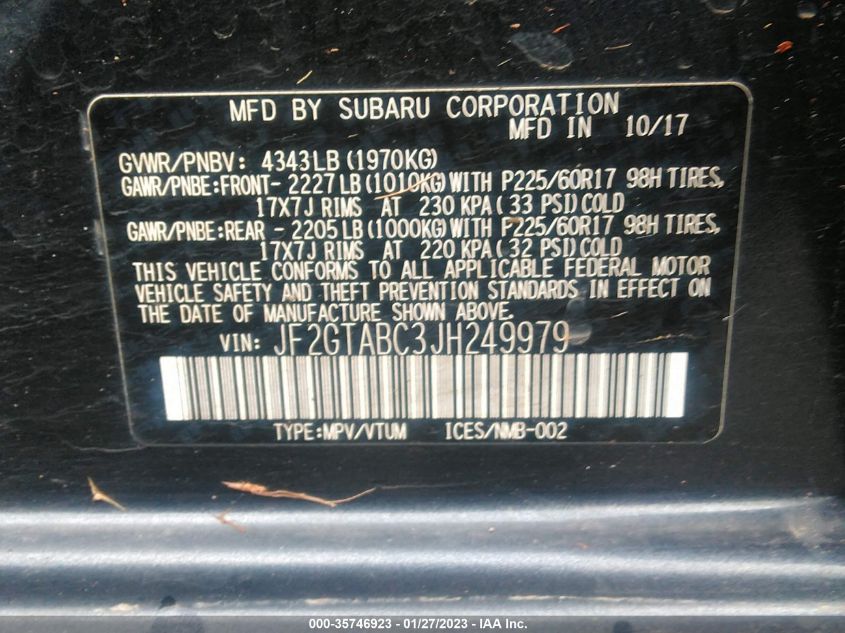 MFD BY SUBARU CORPORATION
MFD IN 10/17
GVWR/PNBV: 4343LB (1970KG)
GAWR/PNBE:FRONT- 2227LB (1010KG) WITH P225/60R17 98H TIRES,
17X7J RIMS AT 230 KPA ( 33 PSI) COLD
GAWR/PNBE:REAR - 2205LB (1000KG) WITH P225/60R17 98H TIRES,
17X7J RIMS AT 220 KPA ( 32 PSI) COLD
THIS VEHICLE CONFORMS TO ALL APPLICABLE FEDERAL MOTOR
VEHICLE SAFETY AND THEFT PREVENTION STANDARDS IN EFFECT ON
THE DATE OF MANUFACTURE SHOWN ABOVE.
VIN: JF2GTABC3JH249979
TYPE:MPV/VTUM ICES/NMB-002
000-35746923 - 01/27/2023 - IAA Inc.